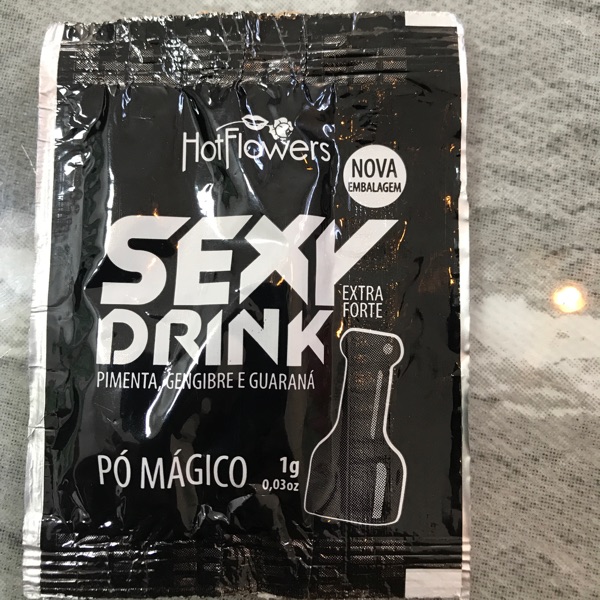 HotFlowers
NOVA
EMBALAGEM
SEXY
DRINK
EXTRA
FORTE
PIMENTA, GENGIBRE E GUARANÁ
PÓ MÁGICO
1g
0,03oz